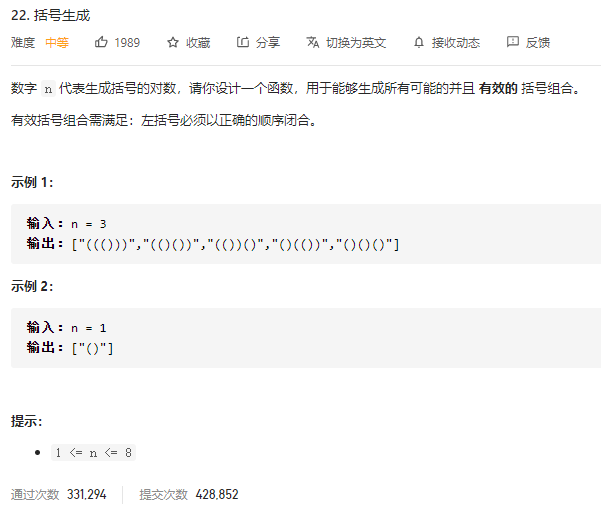 22. 括号生成
难度 中等 1989 收藏 分享 切换为英文 接收动态 反馈
数字 n 代表生成括号的对数，请你设计一个函数，用于能够生成所有可能的并且 有效的 括号组合。
有效括号组合需满足：左括号必须以正确的顺序闭合。
示例 1：
输入：n = 3
输出：["((()))","(()())","(())()","()(())","()()()"]
示例 2：
输入：n = 1
输出：["()"]
提示：
• 1 <= n <= 8
通过次数 331,294 提交次数 428,852